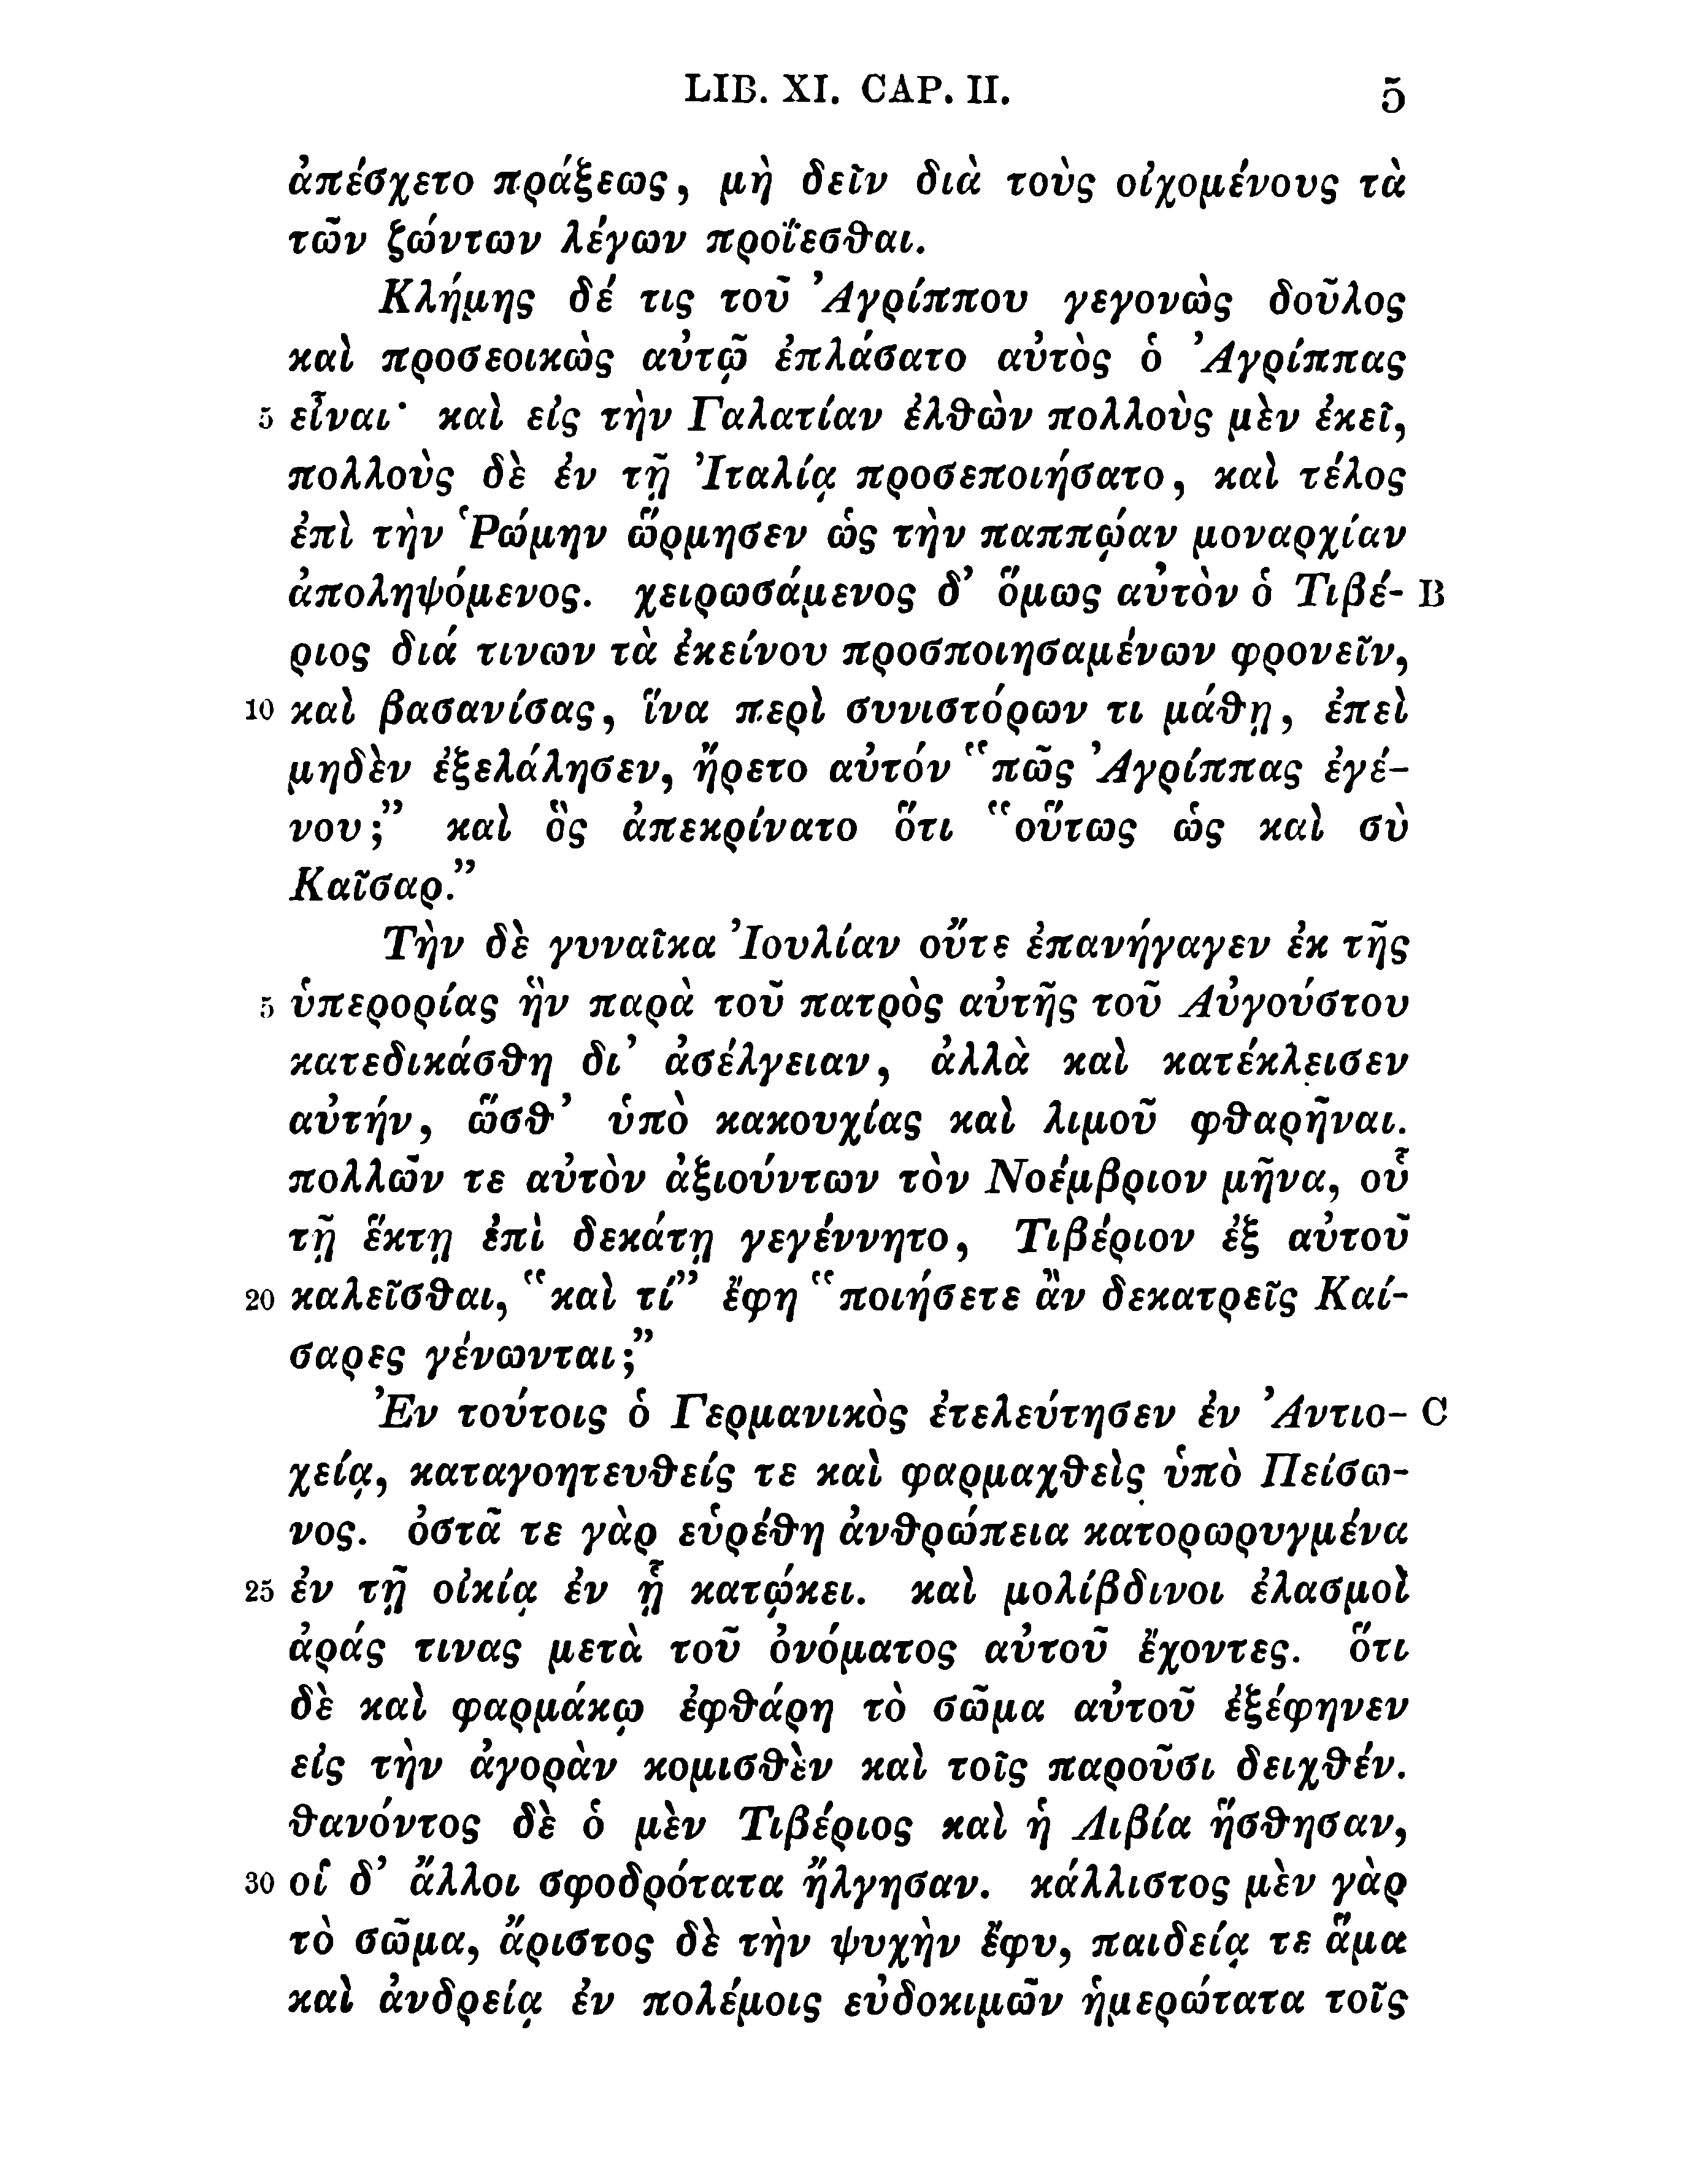 LIB. XI. CAP. II. 5
ἀπέσχετο πράξεως, μὴ δεῖν διὰ τοὺς οἰχομένους τὰ
τῶν ζώντων λέγων προΐεσθαι.
Κλήμης δέ τις τοῦ Ἀγρίππου γεγονὼς δοῦλος
καὶ προσεοικὼς αὐτῷ ἐπλάσατο αὐτὸς ὁ Ἀγρίππας
5 εἶναι· καὶ εἰς τὴν Γαλατίαν ἐλθὼν πολλοὺς μὲν ἐκεῖ,
πολλοὺς δὲ ἐν τῇ Ἰταλίᾳ προσεποιήσατο, καὶ τέλος
ἐπὶ τὴν Ῥώμην ὥρμησεν ὡς τὴν παππῴαν μοναρχίαν
ἀποληψόμενος. χειρωσάμενος δ’ ὅμως αὐτὸν ὁ Τιβέ- B
ριος διά τινων τὰ ἐκείνου προσποιησαμένων φρονεῖν,
10 καὶ βασανίσας, ἵνα περὶ συνιστόρων τι μάθῃ, ἐπεὶ
μηδὲν ἐξελάλησεν, ἤρετο αὐτόν “πῶς Ἀγρίππας ἐγέ-
νου;” καὶ ὃς ἀπεκρίνατο ὅτι “οὕτως ὡς καὶ σὺ
Καῖσαρ.”
Τὴν δὲ γυναῖκα Ἰουλίαν οὔτε ἐπανήγαγεν ἐκ τῆς
5 ὑπερορίας ἣν παρὰ τοῦ πατρὸς αὐτῆς τοῦ Αὐγούστου
κατεδικάσθη δι’ ἀσέλγειαν, ἀλλὰ καὶ κατέκλεισεν
αὐτήν, ὥσθ’ ὑπὸ κακουχίας καὶ λιμοῦ φθαρῆναι.
πολλῶν τε αὐτὸν ἀξιούντων τὸν Νοέμβριον μῆνα, οὗ
τῇ ἕκτῃ ἐπὶ δεκάτῃ γεγέννητο, Τιβέριον ἐξ αὐτοῦ
20 καλεῖσθαι, “καὶ τί” ἔφη “ποιήσετε ἂν δεκατρεῖς Καί-
σαρες γένωνται;”
Ἐν τούτοις ὁ Γερμανικὸς ἐτελεύτησεν ἐν Ἀντιο- C
χείᾳ, καταγοητευθείς τε καὶ φαρμαχθεὶς ὑπὸ Πείσω-
νος. ὀστᾶ τε γὰρ εὑρέθη ἀνθρώπεια κατορωρυγμένα
25 ἐν τῇ οἰκίᾳ ἐν ᾗ κατῴκει. καὶ μολίβδινοι ἐλασμοὶ
ἀράς τινας μετὰ τοῦ ὀνόματος αὐτοῦ ἔχοντες. ὅτι
δὲ καὶ φαρμάκῳ ἐφθάρη τὸ σῶμα αὐτοῦ ἐξέφηνεν
εἰς τὴν ἀγορὰν κομισθὲν καὶ τοῖς παροῦσι δειχθέν.
θανόντος δὲ ὁ μὲν Τιβέριος καὶ ἡ Λιβία ἥσθησαν,
30 οἱ δ’ ἄλλοι σφοδρότατα ἤλγησαν. κάλλιστος μὲν γὰρ
τὸ σῶμα, ἄριστος δὲ τὴν ψυχὴν ἔφυ, παιδείᾳ τε ἅμα
καὶ ἀνδρείᾳ ἐν πολέμοις εὐδοκιμῶν ἡμερώτατα τοῖς